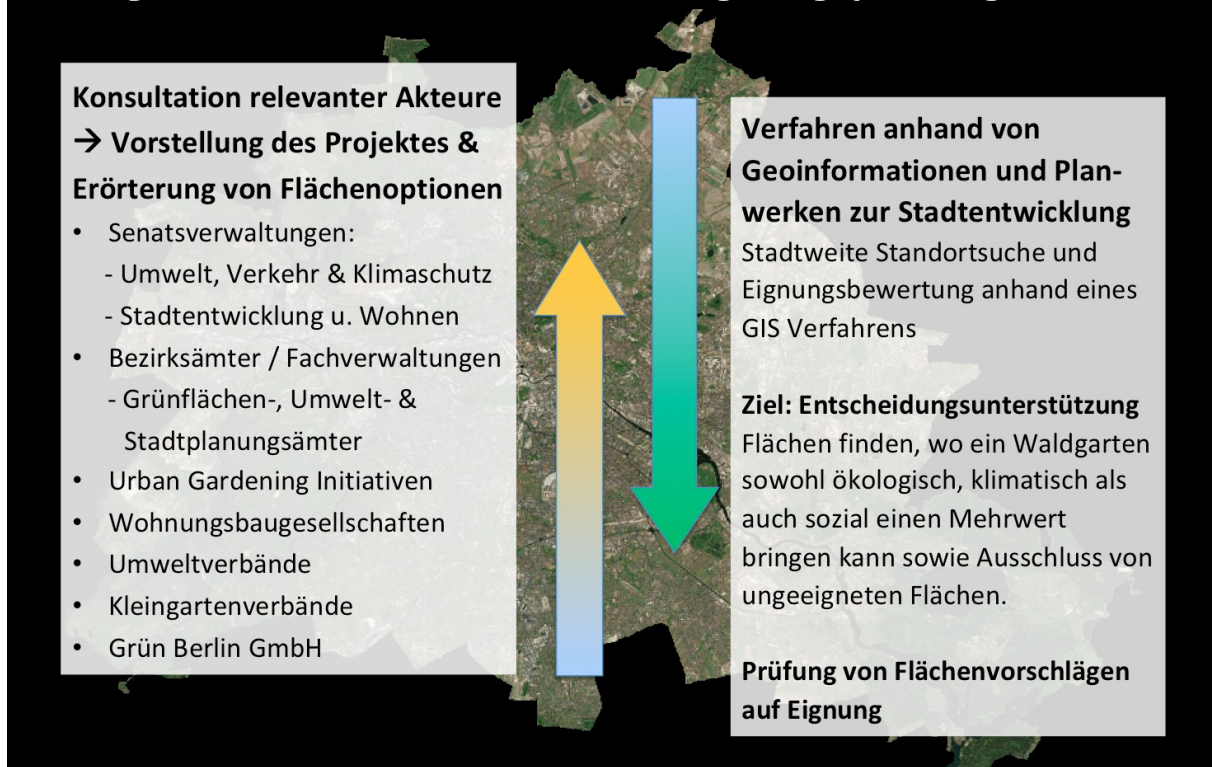 Konsultation relevanter Akteure
→ Vorstellung des Projektes &
Erörterung von Flächenoptionen
• Senatsverwaltungen:
- Umwelt, Verkehr & Klimaschutz
- Stadtentwicklung u. Wohnen
• Bezirksämter / Fachverwaltungen
- Grünflächen-, Umwelt- &
Stadtplanungsämter
• Urban Gardening Initiativen
• Wohnungsbaugesellschaften
• Umweltverbände
• Kleingartenverbände
• Grün Berlin GmbH
Verfahren anhand von
Geoinformationen und Plan-
werken zur Stadtentwicklung
Stadtweite Standortsuche und
Eignungsbewertung anhand eines
GIS Verfahrens
Ziel: Entscheidungsunterstützung
Flächen finden, wo ein Waldgarten
sowohl ökologisch, klimatisch als
auch sozial einen Mehrwert
bringen kann sowie Ausschluss von
ungeeigneten Flächen.
Prüfung von Flächenvorschlägen
auf Eignung